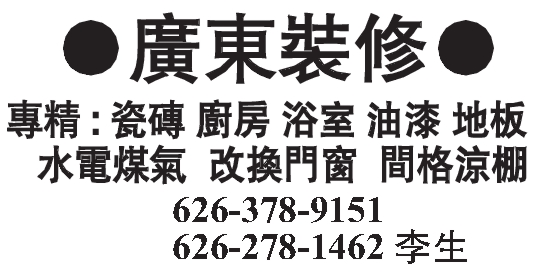 ●廣東裝修●
專精：瓷磚 廚房 浴室 油漆 地板
水電煤氣 改換門窗 間格涼棚
626-378-9151
626-278-1462 李生